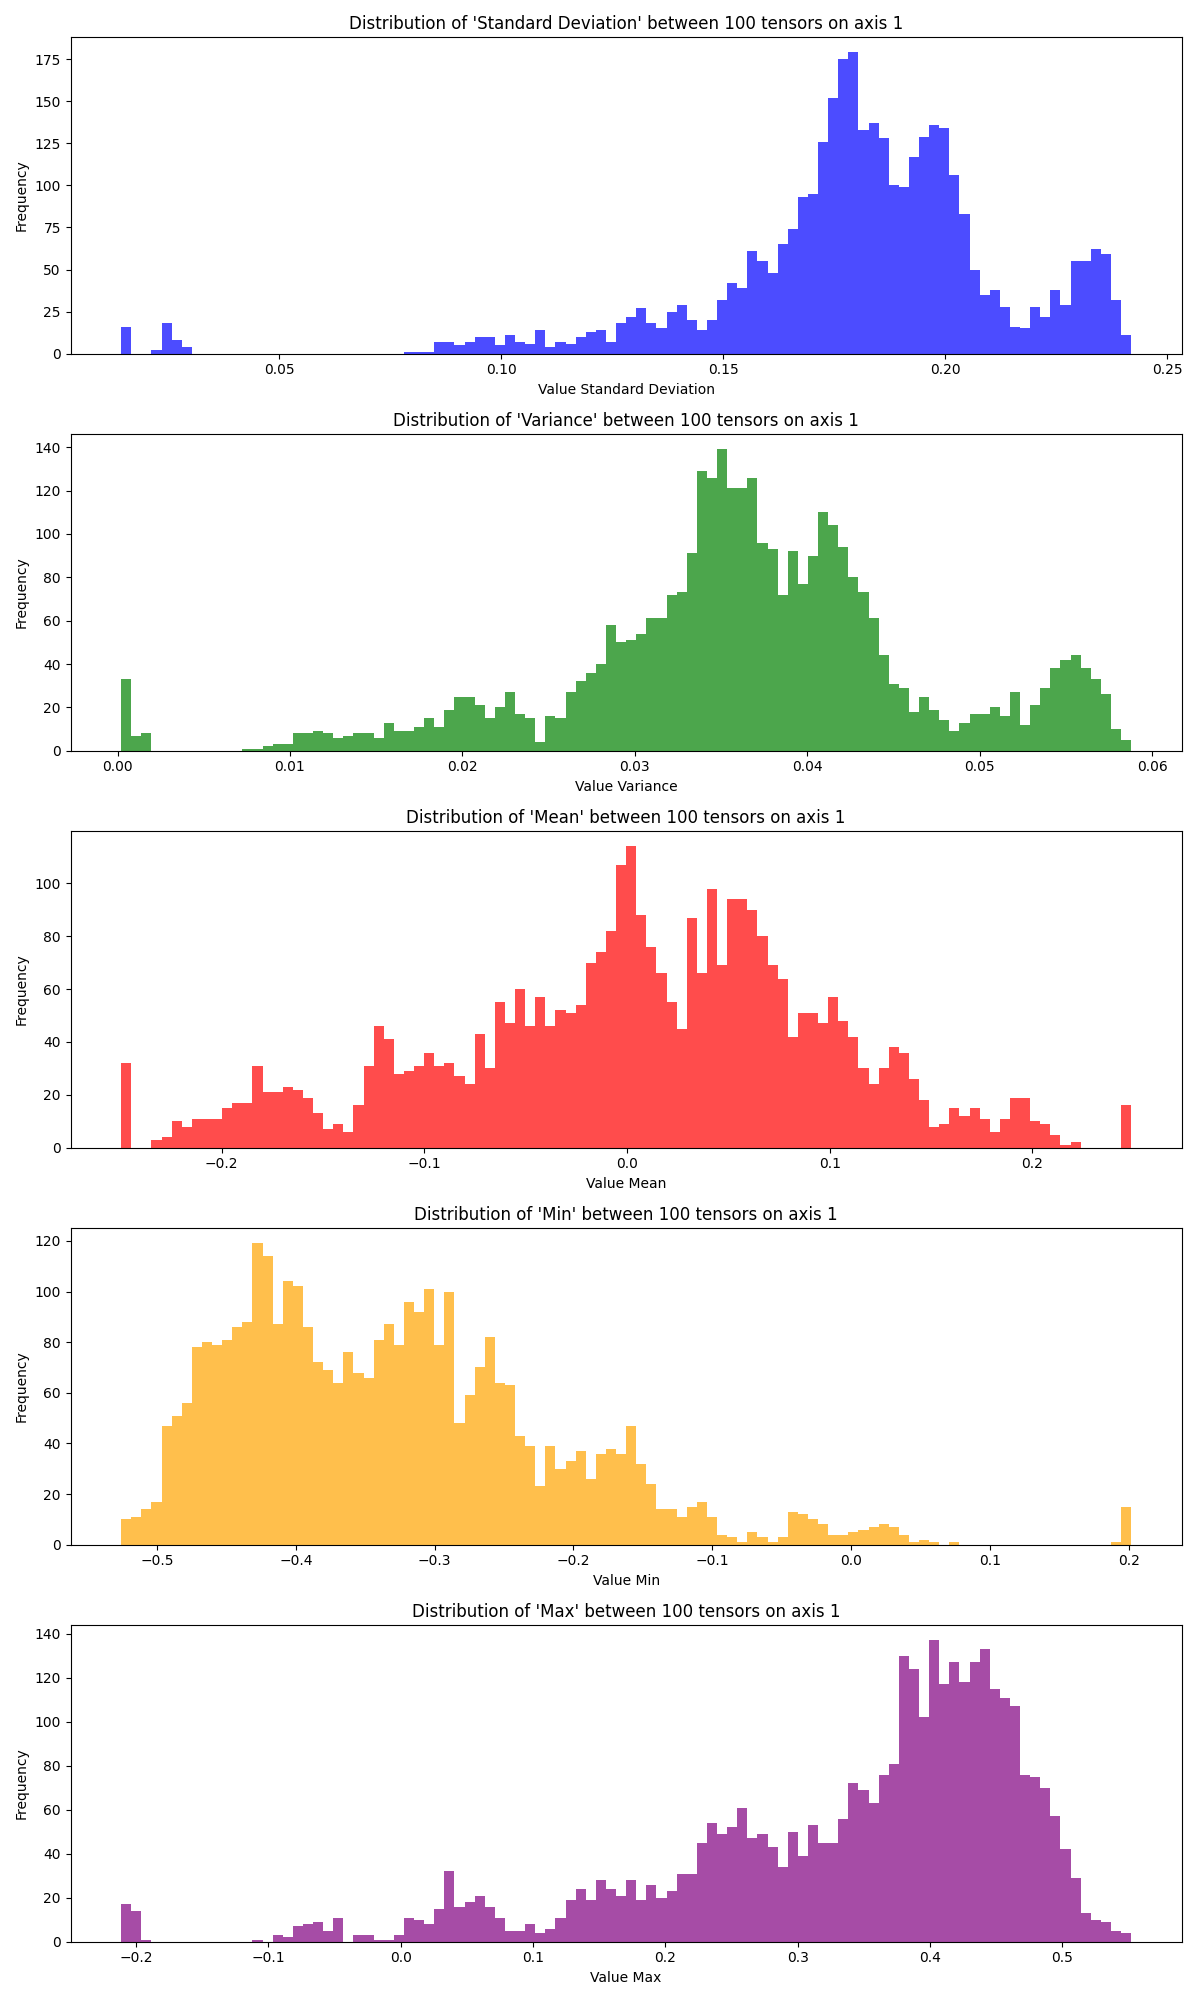 Distribution of 'Standard Deviation' between 100 tensors on axis 1
175
150
125
100
75
50
25
0
Frequency
0.05 0.10 0.15 0.20 0.25
Value Standard Deviation
Distribution of 'Variance' between 100 tensors on axis 1
140
120
100
80
60
40
20
0
Frequency
0.00 0.01 0.02 0.03 0.04 0.05 0.06
Value Variance
Distribution of 'Mean' between 100 tensors on axis 1
100
80
60
40
20
0
Frequency
−0.2 −0.1 0.0 0.1 0.2
Value Mean
Distribution of 'Min' between 100 tensors on axis 1
120
100
80
60
40
20
0
Frequency
−0.5 −0.4 −0.3 −0.2 −0.1 0.0 0.1 0.2
Value Min
Distribution of 'Max' between 100 tensors on axis 1
140
120
100
80
60
40
20
0
Frequency
−0.2 −0.1 0.0 0.1 0.2 0.3 0.4 0.5
Value Max